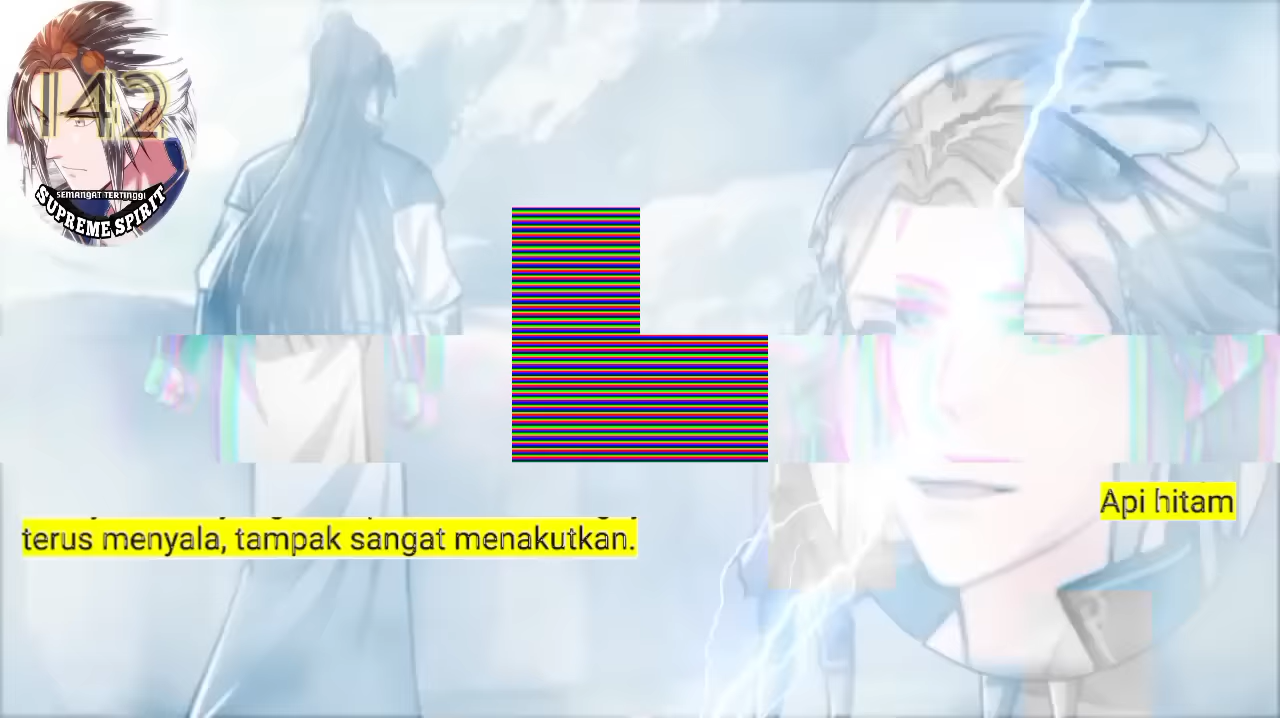 142
SEMANGAT TERTINGGI
SUPREME SPIRIT
Api hitam
terus menyala, tampak sangat menakutkan.